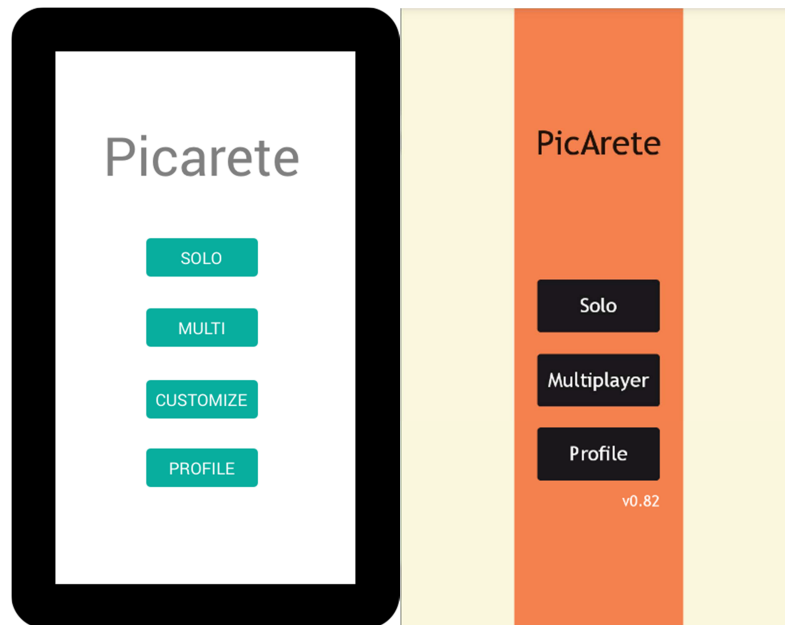 Picarete
SOLO
MULTI
CUSTOMIZE
PROFILE
PicArete
Solo
Multiplayer
Profile
v0.82